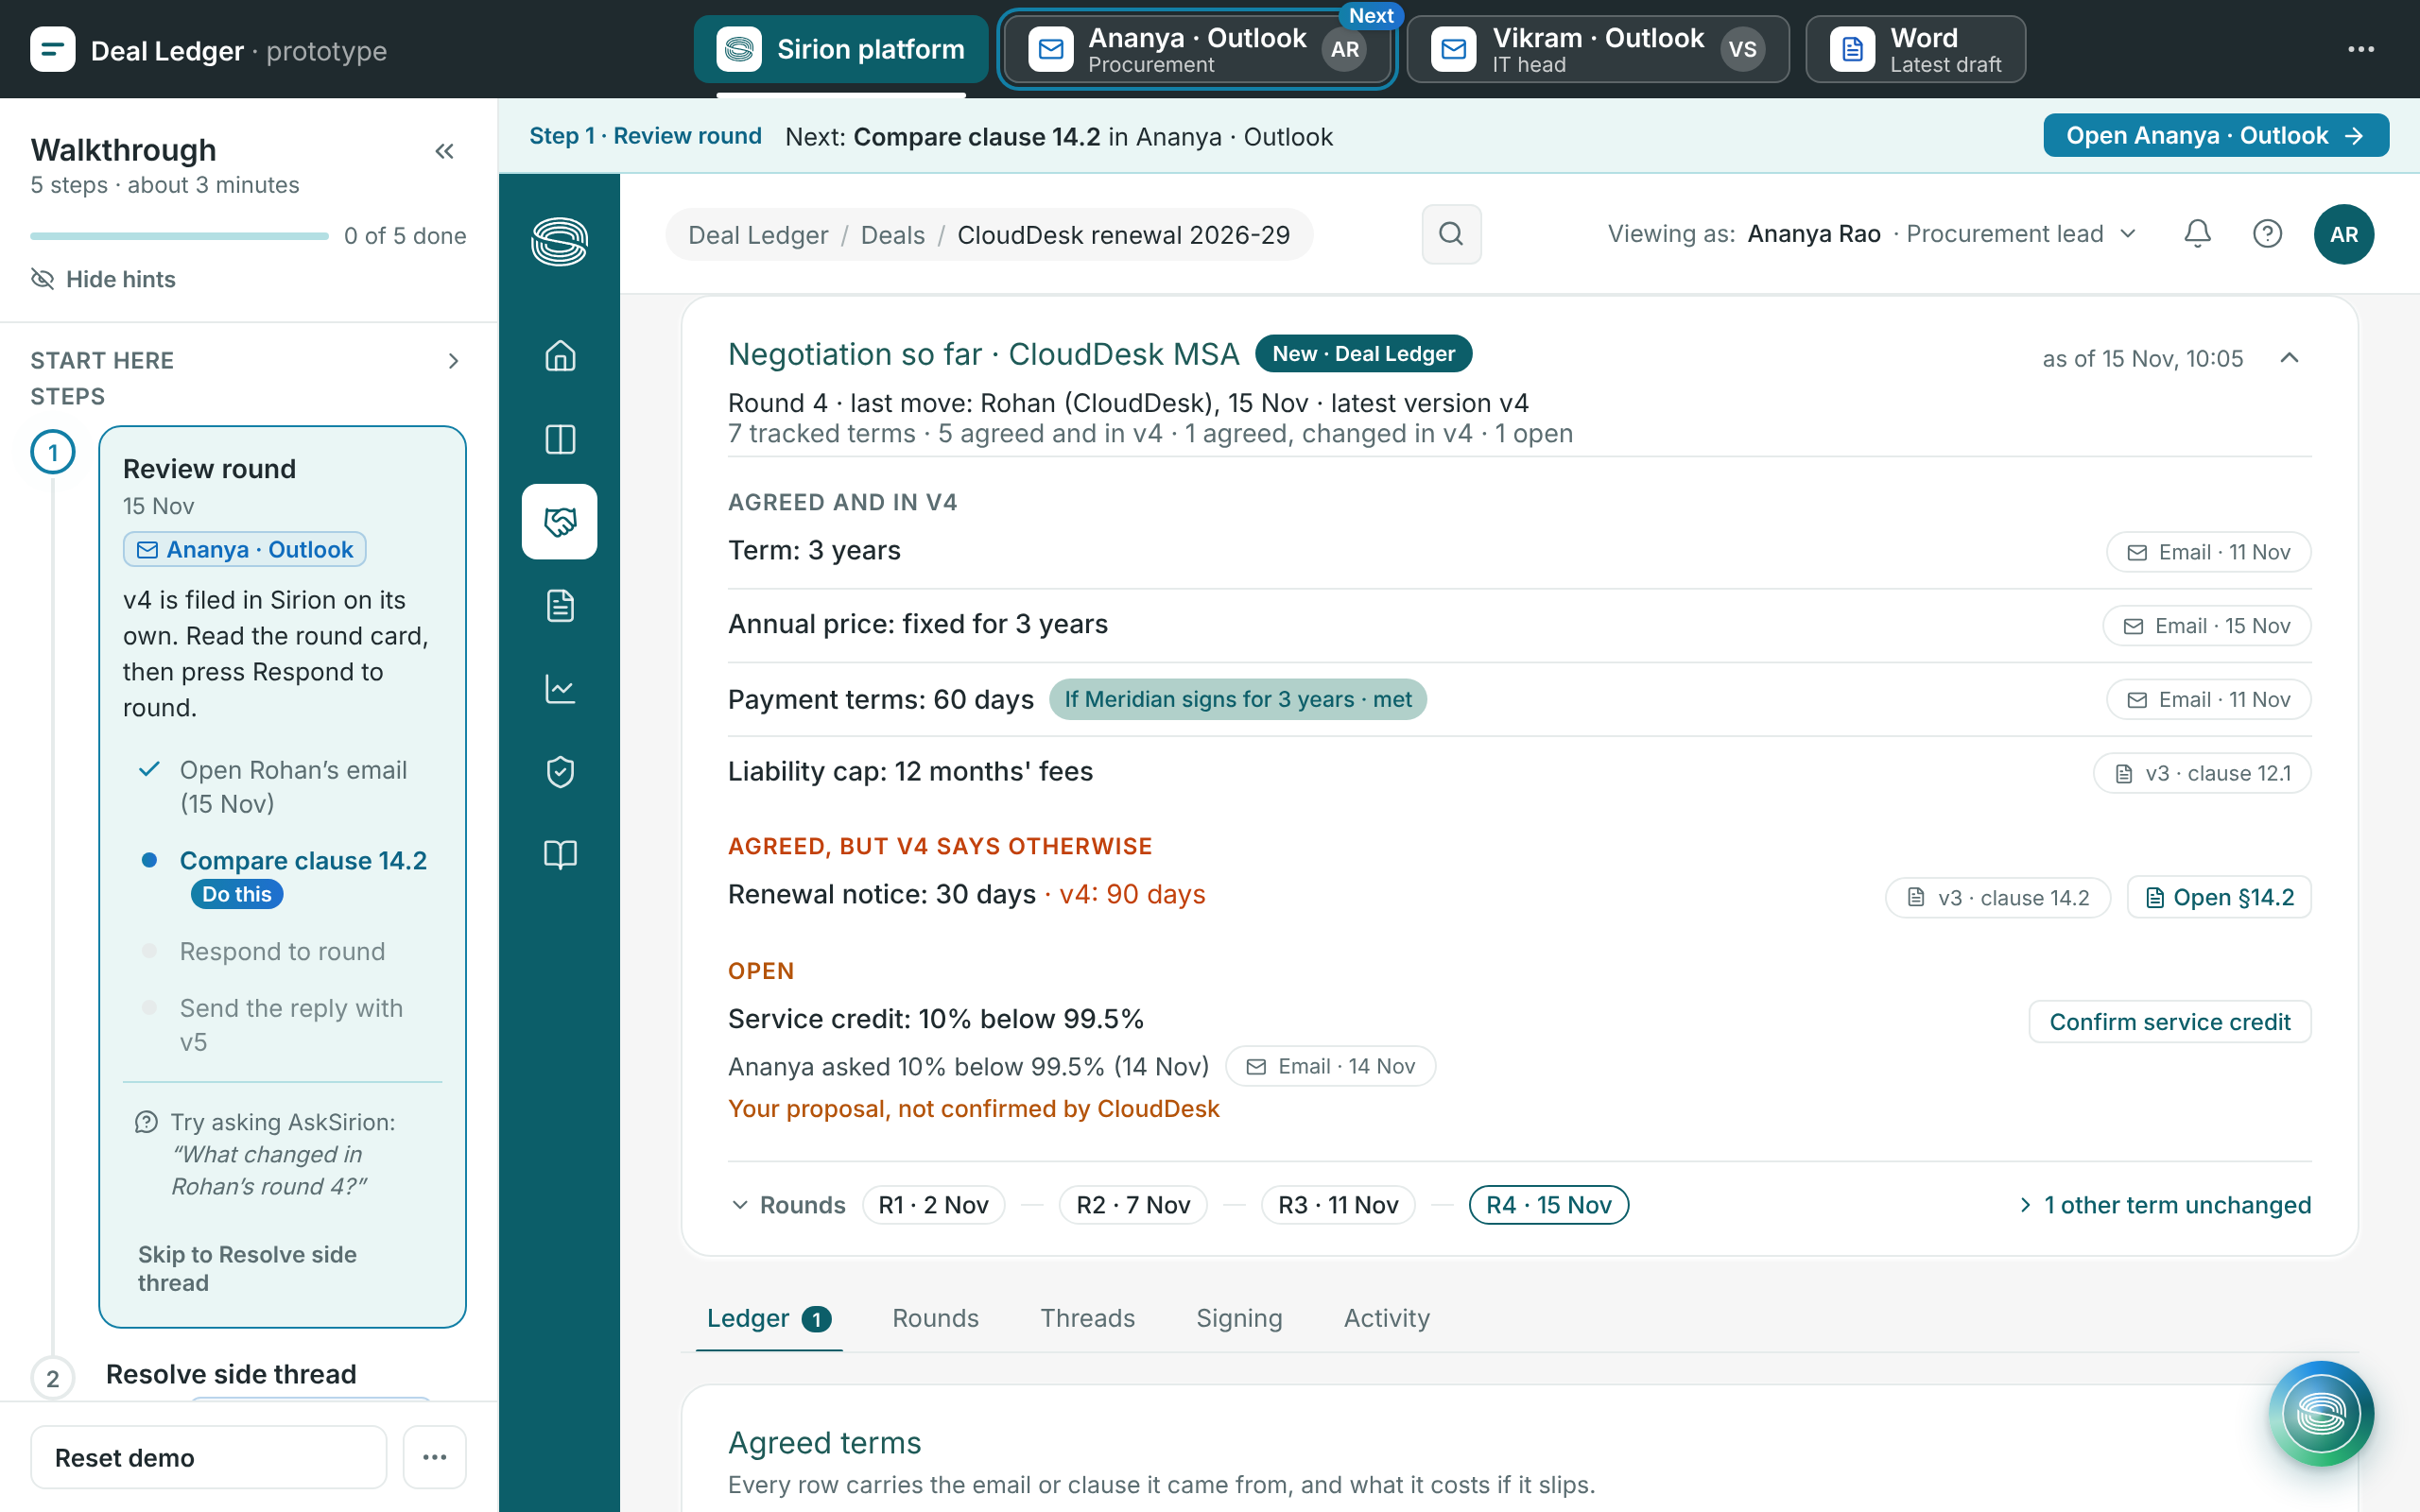 Deal Ledger · prototype
Sirion platform
Ananya · Outlook
Procurement
AR
Next
Vikram · Outlook
IT head
VS
Word
Latest draft
Walkthrough
5 steps · about 3 minutes
0 of 5 done
Hide hints
START HERE
STEPS
1
Review round
15 Nov
Ananya · Outlook
v4 is filed in Sirion on its
own. Read the round card,
then press Respond to
round.
Open Rohan’s email
(15 Nov)
Compare clause 14.2
Do this
Respond to round
Send the reply with
v5
Try asking AskSirion:
“What changed in
Rohan’s round 4?”
Skip to Resolve side
thread
2
Resolve side thread
Reset demo
Step 1 · Review round
Next: Compare clause 14.2 in Ananya · Outlook
Open Ananya · Outlook
Deal Ledger / Deals / CloudDesk renewal 2026-29
Viewing as: Ananya Rao · Procurement lead
AR
Negotiation so far · CloudDesk MSA
New · Deal Ledger
as of 15 Nov, 10:05
Round 4 · last move: Rohan (CloudDesk), 15 Nov · latest version v4
7 tracked terms · 5 agreed and in v4 · 1 agreed, changed in v4 · 1 open
AGREED AND IN V4
Term: 3 years
Email · 11 Nov
Annual price: fixed for 3 years
Email · 15 Nov
Payment terms: 60 days
If Meridian signs for 3 years · met
Email · 11 Nov
Liability cap: 12 months' fees
v3 · clause 12.1
AGREED, BUT V4 SAYS OTHERWISE
Renewal notice: 30 days · v4: 90 days
v3 · clause 14.2
Open §14.2
OPEN
Service credit: 10% below 99.5%
Confirm service credit
Ananya asked 10% below 99.5% (14 Nov)
Email · 14 Nov
Your proposal, not confirmed by CloudDesk
Rounds
R1 · 2 Nov
R2 · 7 Nov
R3 · 11 Nov
R4 · 15 Nov
1 other term unchanged
Ledger 1
Rounds
Threads
Signing
Activity
Agreed terms
Every row carries the email or clause it came from, and what it costs if it slips.